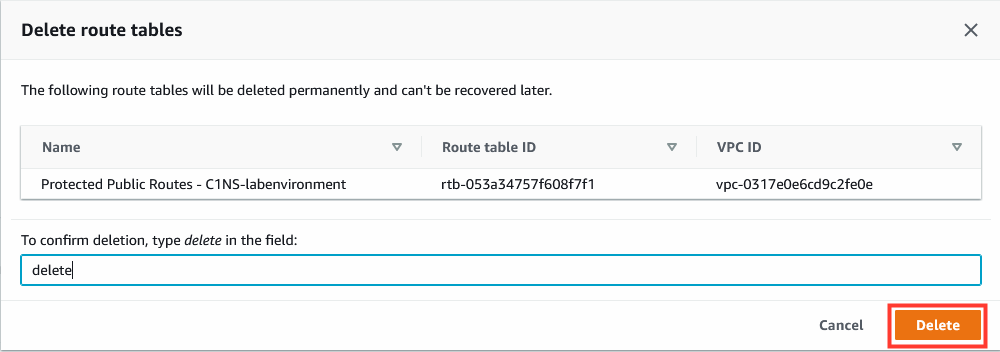 Delete route tables
The following route tables will be deleted permanently and can't be recovered later.
Name Route table ID VPC ID
Protected Public Routes - C1NS-labenvironment rtb-053a34757f608f7f1 vpc-0317e0e6cd9c2fe0e
To confirm deletion, type delete in the field:
delete
Cancel Delete